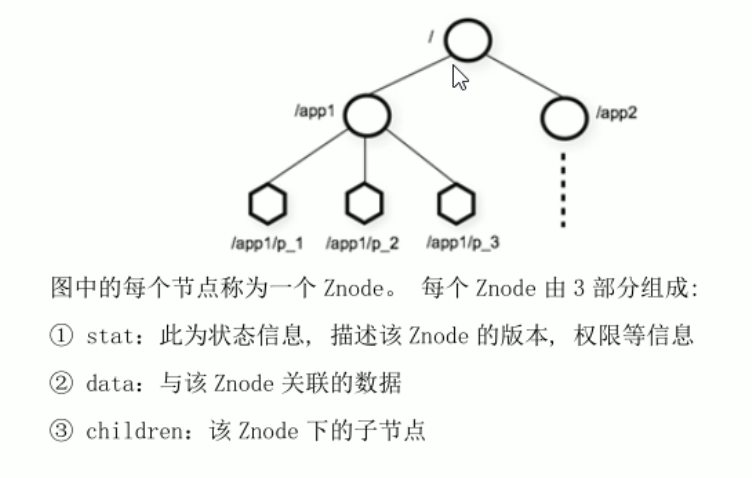 /
/app1
/app2
/app1/p_1 /app1/p_2 /app1/p_3
图中的每个节点称为一个 Znode。 每个 Znode 由 3 部分组成:
① stat: 此为状态信息, 描述该 Znode 的版本, 权限等信息
② data: 与该 Znode 关联的数据
③ children: 该 Znode 下的子节点